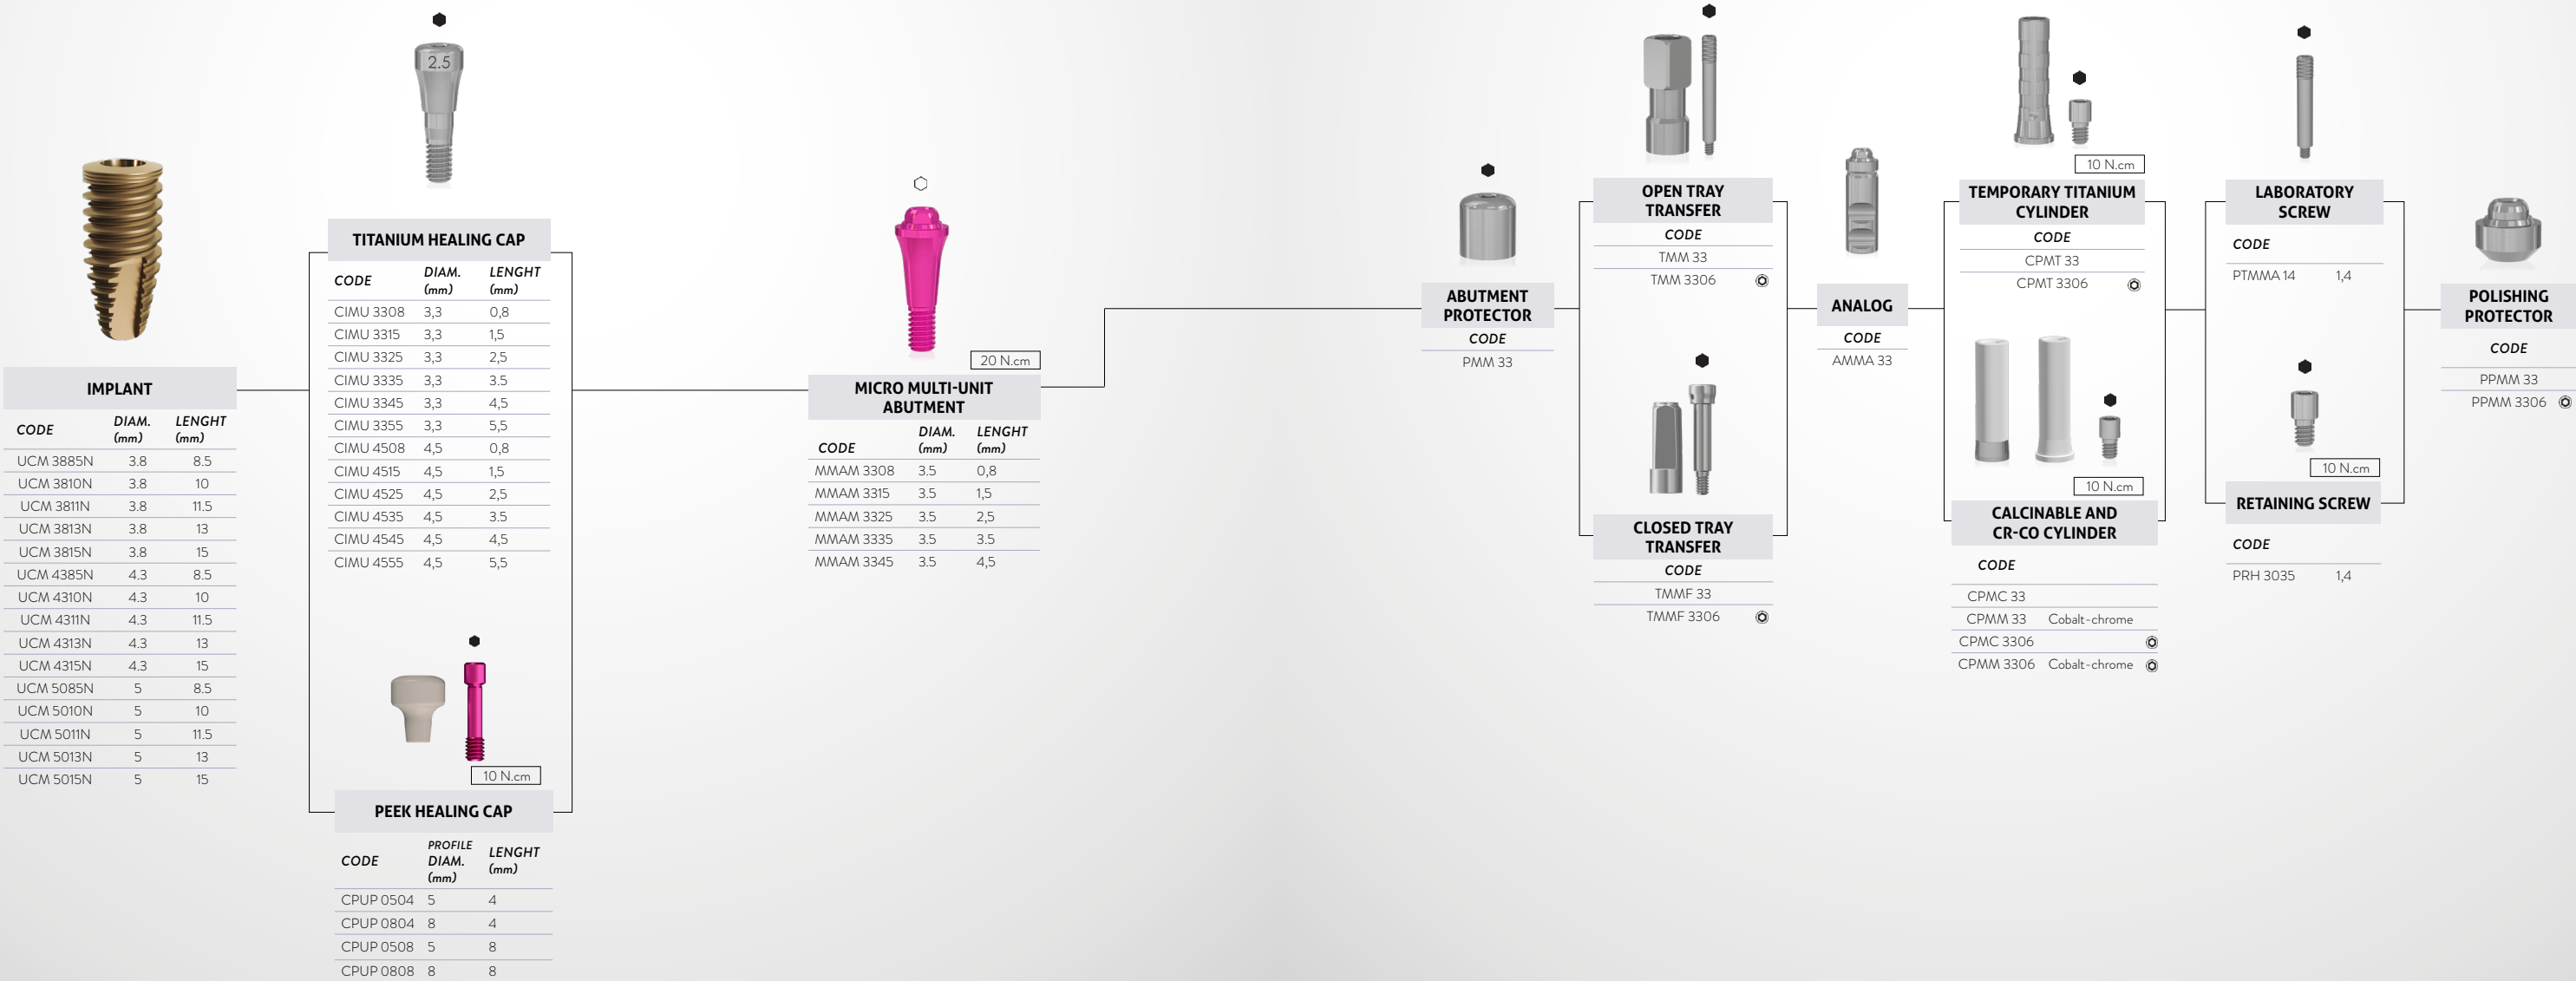 2.5
IMPLANT
CODE DIAM. (mm) LENGHT (mm)
UCM 3885N 3.8 8.5
UCM 3810N 3.8 10
UCM 3811N 3.8 11.5
UCM 3813N 3.8 13
UCM 3815N 3.8 15
UCM 4385N 4.3 8.5
UCM 4310N 4.3 10
UCM 4311N 4.3 11.5
UCM 4313N 4.3 13
UCM 4315N 4.3 15
UCM 5085N 5 8.5
UCM 5010N 5 10
UCM 5011N 5 11.5
UCM 5013N 5 13
UCM 5015N 5 15
TITANIUM HEALING CAP
CODE DIAM. (mm) LENGHT (mm)
CIMU 3308 3,3 0,8
CIMU 3315 3,3 1,5
CIMU 3325 3,3 2,5
CIMU 3335 3,3 3.5
CIMU 3345 3,3 4,5
CIMU 3355 3,3 5,5
CIMU 4508 4,5 0,8
CIMU 4515 4,5 1,5
CIMU 4525 4,5 2,5
CIMU 4535 4,5 3.5
CIMU 4545 4,5 4,5
CIMU 4555 4,5 5,5
10 N.cm
PEEK HEALING CAP
CODE PROFILE DIAM. (mm) LENGHT (mm)
CPUP 0504 5 4
CPUP 0804 8 4
CPUP 0508 5 8
CPUP 0808 8 8
20 N.cm
MICRO MULTI-UNIT
ABUTMENT
CODE DIAM. (mm) LENGHT (mm)
MMAM 3308 3.5 0,8
MMAM 3315 3.5 1,5
MMAM 3325 3.5 2,5
MMAM 3335 3.5 3.5
MMAM 3345 3.5 4,5
ABUTMENT
PROTECTOR
CODE
PMM 33
OPEN TRAY
TRANSFER
CODE
TMM 33
TMM 3306
CLOSED TRAY
TRANSFER
CODE
TMMF 33
TMMF 3306
ANALOG
CODE
AMMA 33
10 N.cm
TEMPORARY TITANIUM
CYLINDER
CODE
CPMT 33
CPMT 3306
10 N.cm
CALCINABLE AND
CR-CO CYLINDER
CODE
CPMC 33
CPMM 33 Cobalt-chrome
CPMC 3306
CPMM 3306 Cobalt-chrome
LABORATORY
SCREW
CODE
PTMMA 14 1,4
10 N.cm
RETAINING SCREW
CODE
PRH 3035 1,4
POLISHING
PROTECTOR
CODE
PPMM 33
PPMM 3306